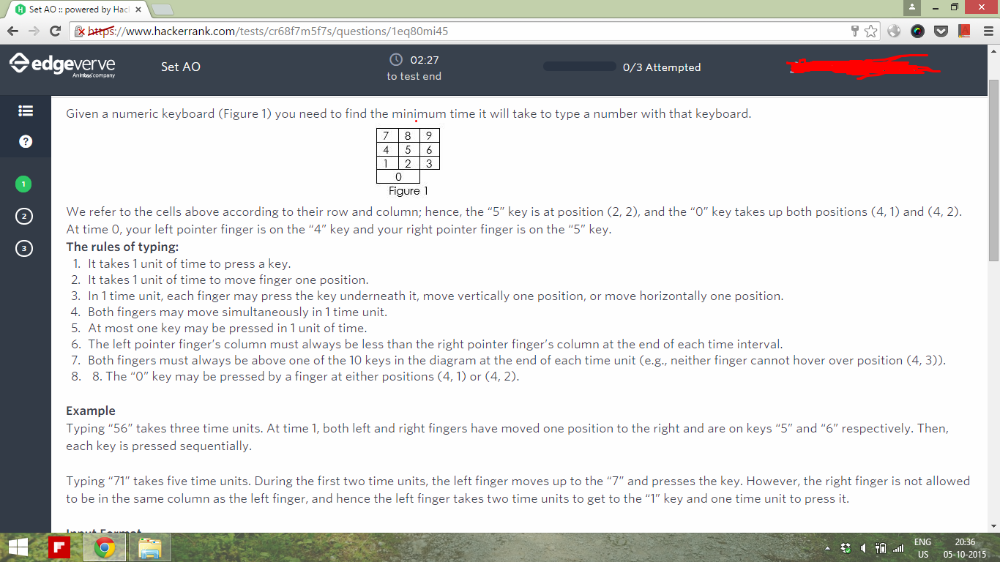 Set AO :: powered by Hac
https://www.hackerrank.com/tests/cr68f7m5f7s/questions/1eq80mi45
edgeverve
An Infosys company
Set AO
02:27
to test end
0/3 Attempted
Given a numeric keyboard (Figure 1) you need to find the minimum time it will take to type a number with that keyboard.
7 8 9
4 5 6
1 2 3
0
Figure 1
We refer to the cells above according to their row and column; hence, the “5” key is at position (2, 2), and the “0” key takes up both positions (4, 1) and (4, 2).
At time 0, your left pointer finger is on the “4” key and your right pointer finger is on the “5” key.
The rules of typing:
1. It takes 1 unit of time to press a key.
2. It takes 1 unit of time to move finger one position.
3. In 1 time unit, each finger may press the key underneath it, move vertically one position, or move horizontally one position.
4. Both fingers may move simultaneously in 1 time unit.
5. At most one key may be pressed in 1 unit of time.
6. The left pointer finger’s column must always be less than the right pointer finger’s column at the end of each time interval.
7. Both fingers must always be above one of the 10 keys in the diagram at the end of each time unit (e.g., neither finger cannot hover over position (4, 3)).
8. 8. The “0” key may be pressed by a finger at either positions (4, 1) or (4, 2).
Example
Typing “56” takes three time units. At time 1, both left and right fingers have moved one position to the right and are on keys “5” and “6” respectively. Then,
each key is pressed sequentially.
Typing “71” takes five time units. During the first two time units, the left finger moves up to the “7” and presses the key. However, the right finger is not allowed
to be in the same column as the left finger, and hence the left finger takes two time units to get to the “1” key and one time unit to press it.
Input Format
?
1
2
3
ENG
US
20:36
05-10-2015